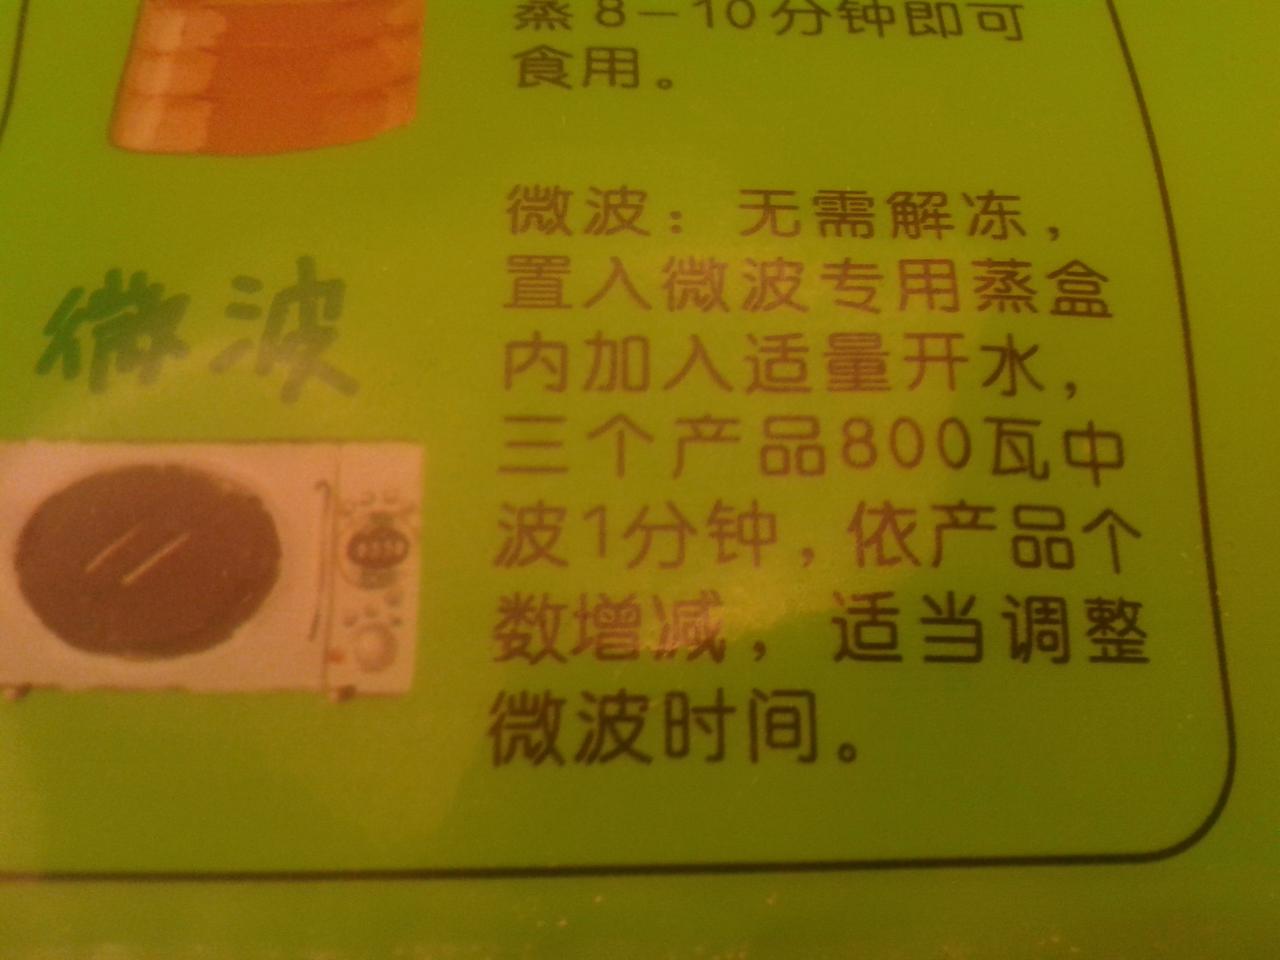 蒸8-10分钟即可
食用。
微波
微波：无需解冻，
置入微波专用蒸盒
内加入适量开水，
三个产品800瓦中
波1分钟，依产品个
数增减，适当调整
微波时间。